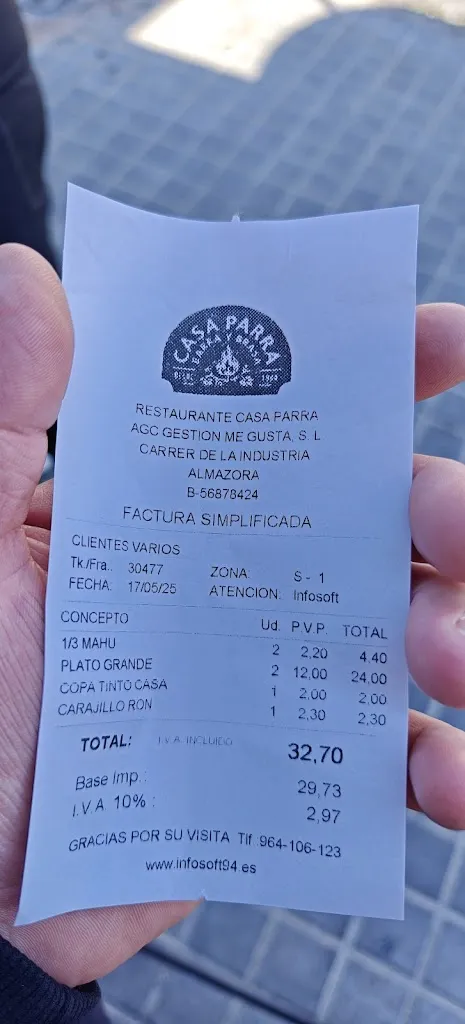 CASA PARRA
BARRA Y BRASA
RESTAURANTE CASA PARRA
AGC GESTION ME GUSTA, S. L
CARRER DE LA INDUSTRIA
ALMAZORA
B-56878424
FACTURA SIMPLIFICADA
CLIENTES VARIOS
Tk./Fra.. 30477 ZONA: S - 1
FECHA: 17/05/25 ATENCION: Infosoft
CONCEPTO Ud. P.V.P. TOTAL
1/3 MAHU 2 2,20 4,40
PLATO GRANDE 2 12,00 24,00
COPA TINTO CASA 1 2,00 2,00
CARAJILLO RON 1 2,30 2,30
TOTAL: I.V.A. INCLUIDO 32,70
Base Imp.: 29,73
I.V.A. 10% : 2,97
GRACIAS POR SU VISITA Tlf.:964-106-123
www.infosoft94.es